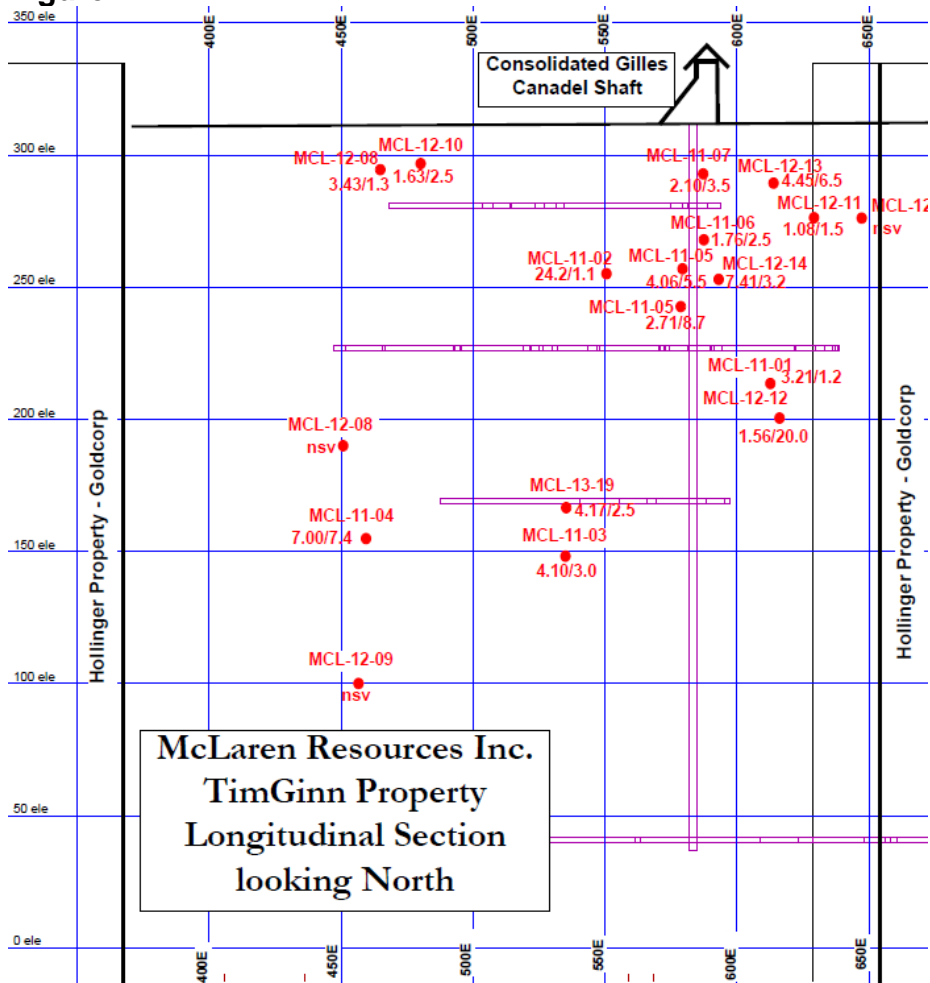 350 ele
400E
450E
500E
550E
600E
650E
Consolidated Gilles
Canadel Shaft
300 ele
MCL-12-08
3.43/1.3
MCL-12-10
1.63/2.5
MCL-11-07
2.10/3.5
MCL-12-13
4.45/6.5
MCL-12-11
1.08/1.5
MCL-12
nsv
MCL-11-06
1.76/2.5
MCL-11-02
24.2/1.1
MCL-11-05
4.06/5.5
MCL-12-14
7.41/3.2
250 ele
MCL-11-05
2.71/8.7
MCL-11-01
3.21/1.2
MCL-12-12
1.56/20.0
200 ele
MCL-12-08
nsv
MCL-13-19
4.17/2.5
MCL-11-04
7.00/7.4
MCL-11-03
4.10/3.0
150 ele
Hollinger Property - Goldcorp
Hollinger Property - Goldcorp
MCL-12-09
nsv
100 ele
McLaren Resources Inc.
TimGinn Property
Longitudinal Section
looking North
50 ele
0 ele
400E
450E
500E
550E
600E
650E